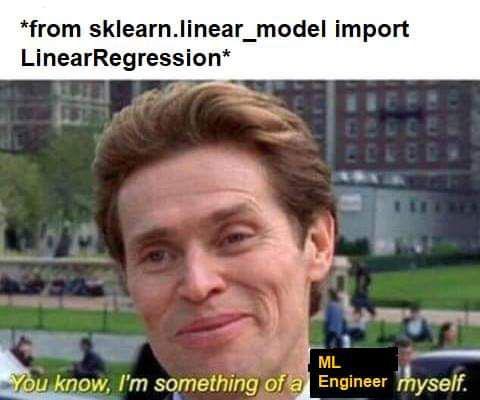 *from sklearn.linear_model import
LinearRegression*
You know, I'm something of a ML Engineer myself.